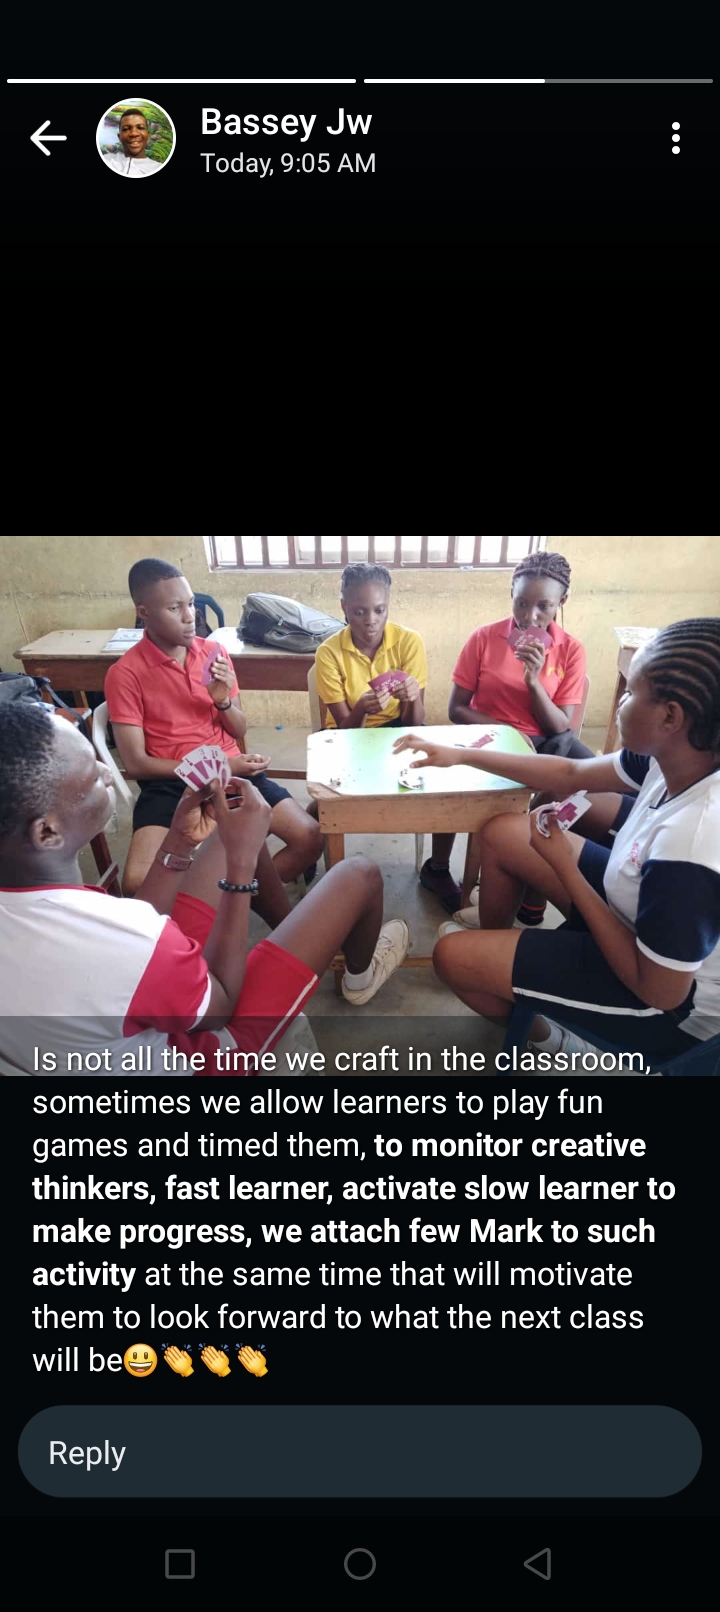 Bassey Jw
Today, 9:05 AM
Is not all the time we craft in the classroom,
sometimes we allow learners to play fun
games and timed them, to monitor creative
thinkers, fast learner, activate slow learner to
make progress, we attach few Mark to such
activity at the same time that will motivate
them to look forward to what the next class
will be😃👏👏👏
Reply